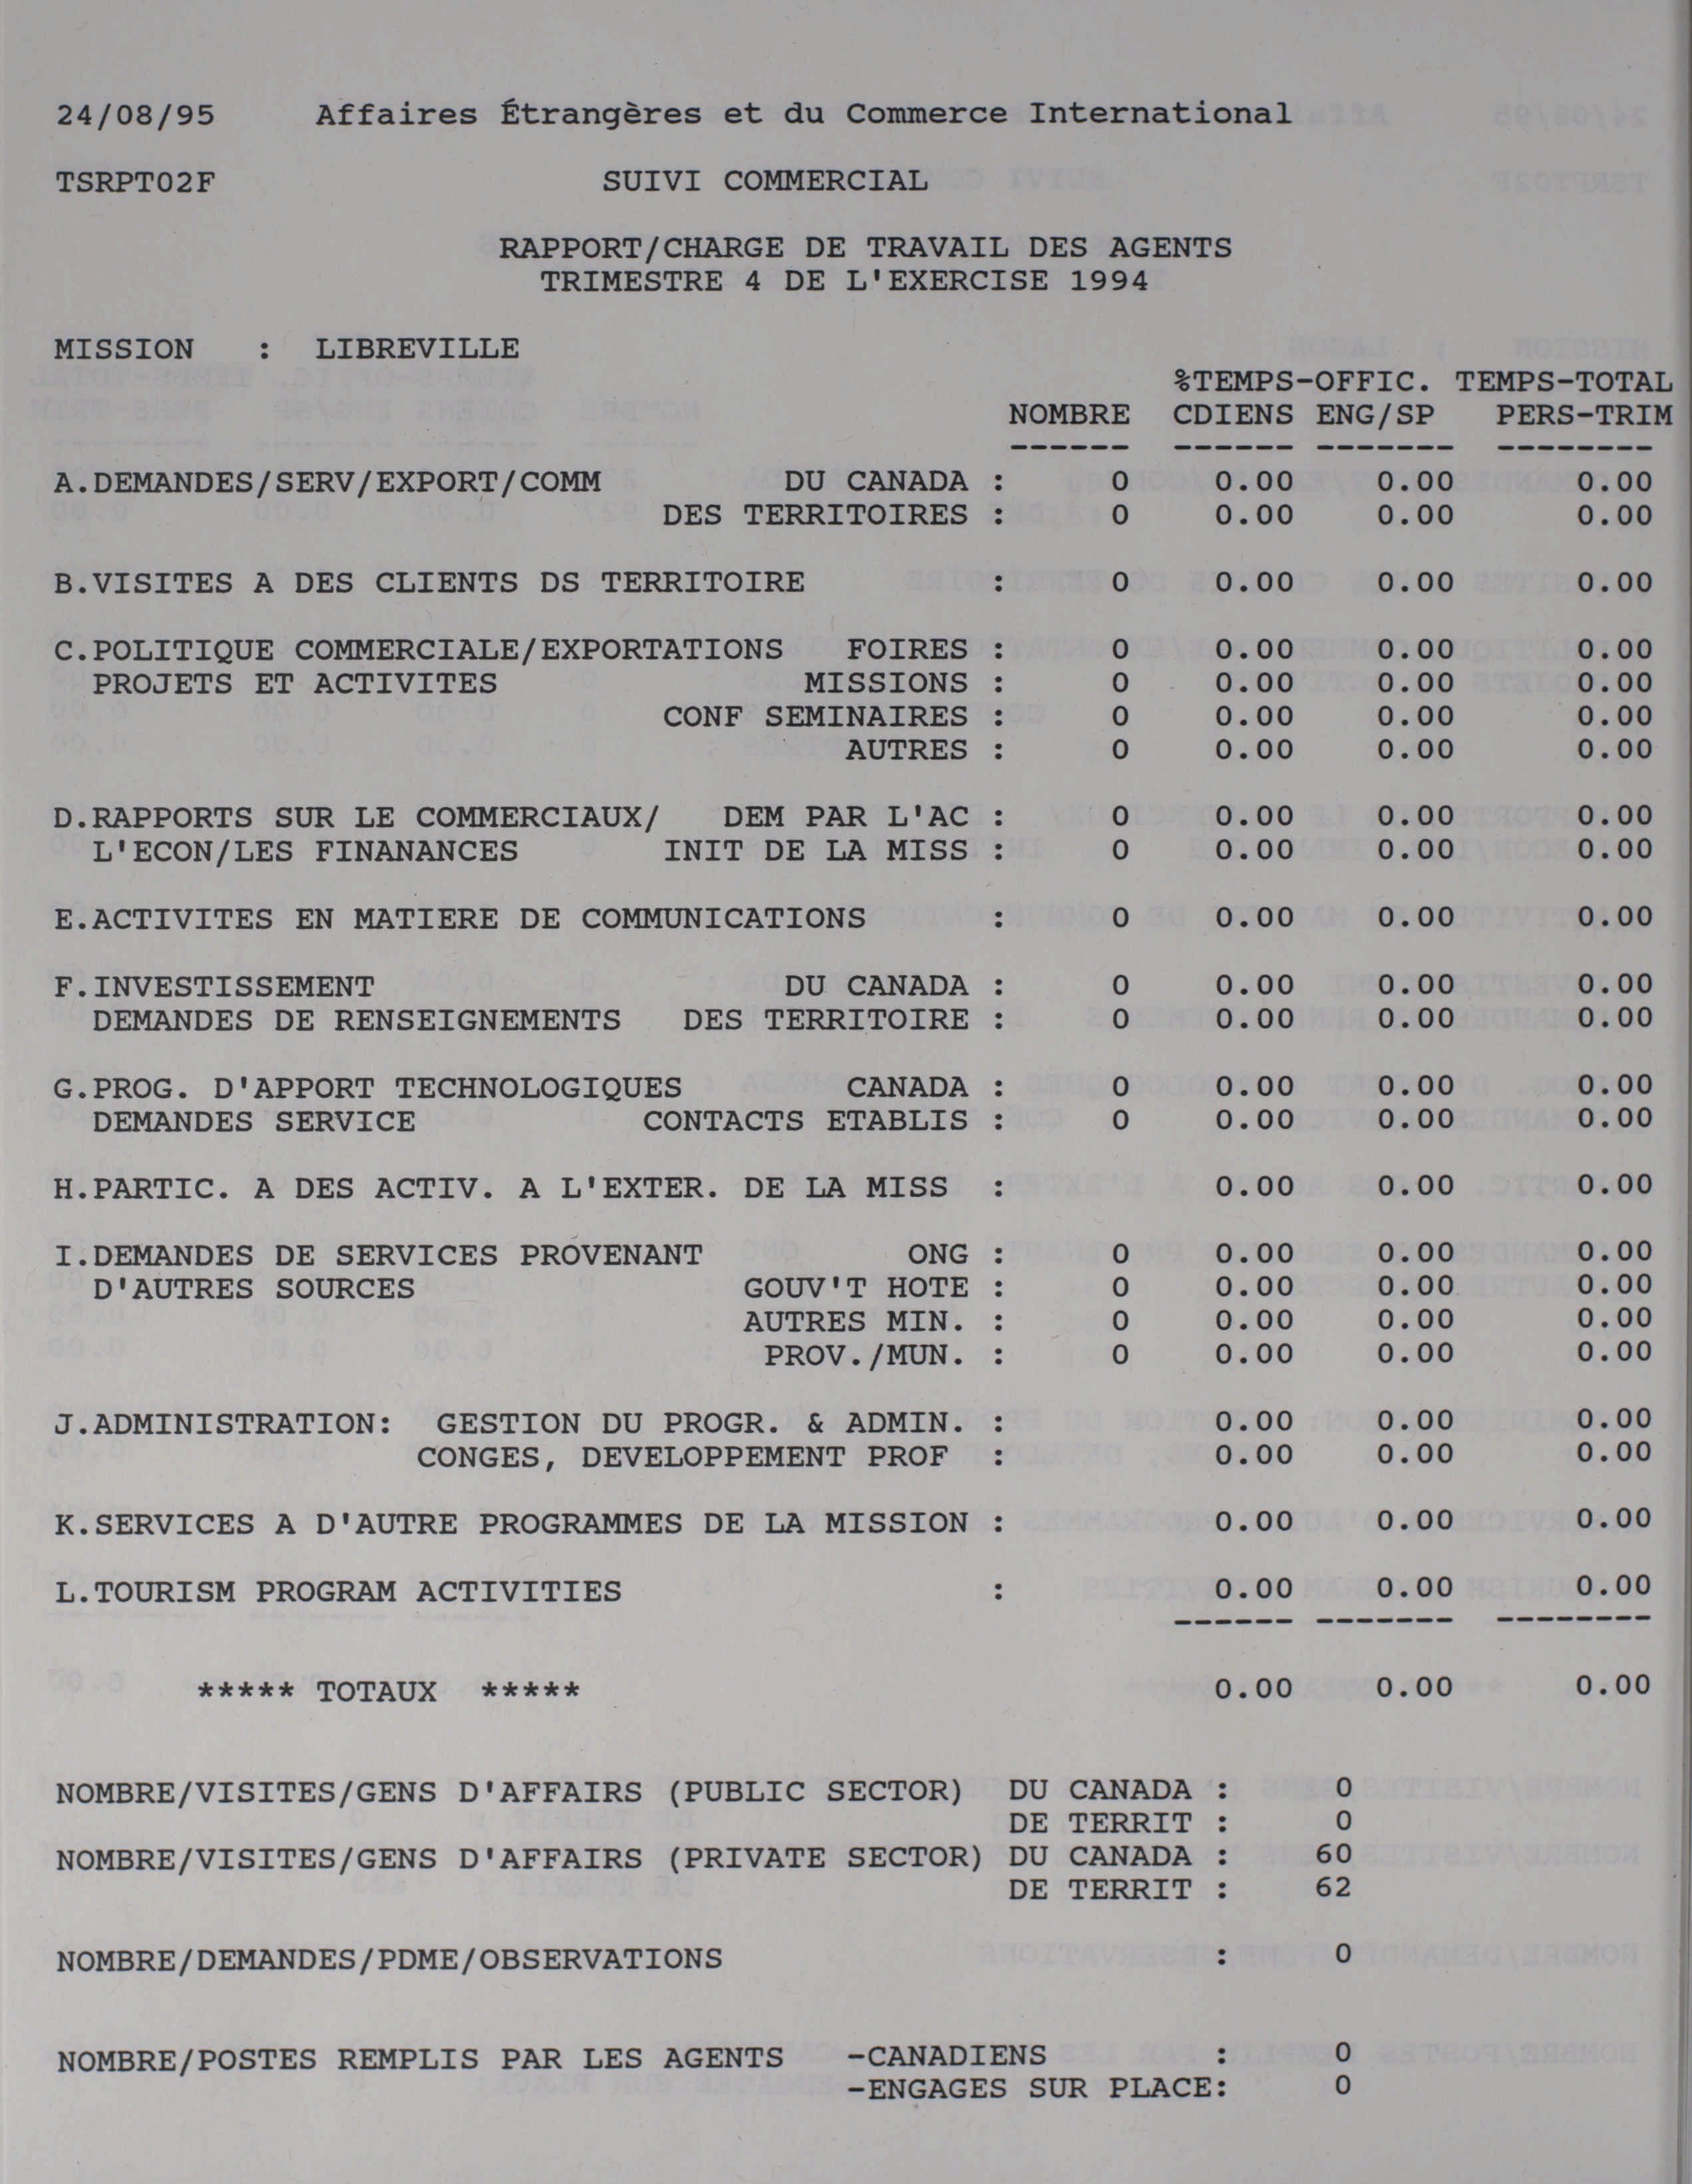 24/08/95 Affaires Étrangères et du Commerce International
TSRPT02F SUIVI COMMERCIAL
RAPPORT/CHARGE DE TRAVAIL DES AGENTS
TRIMESTRE 4 DE L'EXERCISE 1994
MISSION : LIBREVILLE
%TEMPS-OFFIC. TEMPS-TOTAL
NOMBRE CDIENS ENG/SP PERS-TRIM
------ ------ ------- --------
A.DEMANDES/SERV/EXPORT/COMM DU CANADA : 0 0.00 0.00 0.00
DES TERRITOIRES : 0 0.00 0.00 0.00
B.VISITES A DES CLIENTS DS TERRITOIRE : 0 0.00 0.00 0.00
C.POLITIQUE COMMERCIALE/EXPORTATIONS FOIRES : 0 0.00 0.00 0.00
PROJETS ET ACTIVITES MISSIONS : 0 0.00 0.00 0.00
CONF SEMINAIRES : 0 0.00 0.00 0.00
AUTRES : 0 0.00 0.00 0.00
D.RAPPORTS SUR LE COMMERCIAUX/ DEM PAR L'AC : 0 0.00 0.00 0.00
L'ECON/LES FINANANCES INIT DE LA MISS : 0 0.00 0.00 0.00
E.ACTIVITES EN MATIERE DE COMMUNICATIONS : 0 0.00 0.00 0.00
F.INVESTISSEMENT DU CANADA : 0 0.00 0.00 0.00
DEMANDES DE RENSEIGNEMENTS DES TERRITOIRE : 0 0.00 0.00 0.00
G.PROG. D'APPORT TECHNOLOGIQUES CANADA : 0 0.00 0.00 0.00
DEMANDES SERVICE CONTACTS ETABLIS : 0 0.00 0.00 0.00
H.PARTIC. A DES ACTIV. A L'EXTER. DE LA MISS : 0.00 0.00 0.00
I.DEMANDES DE SERVICES PROVENANT ONG : 0 0.00 0.00 0.00
D'AUTRES SOURCES GOUV'T HOTE : 0 0.00 0.00 0.00
AUTRES MIN. : 0 0.00 0.00 0.00
PROV./MUN. : 0 0.00 0.00 0.00
J.ADMINISTRATION: GESTION DU PROGR. & ADMIN. : 0.00 0.00 0.00
CONGES, DEVELOPPEMENT PROF : 0.00 0.00 0.00
K.SERVICES A D'AUTRE PROGRAMMES DE LA MISSION : 0.00 0.00 0.00
L.TOURISM PROGRAM ACTIVITIES : 0.00 0.00 0.00
------ ------- --------
***** TOTAUX ***** 0.00 0.00 0.00
NOMBRE/VISITES/GENS D'AFFAIRS (PUBLIC SECTOR) DU CANADA : 0
DE TERRIT : 0
NOMBRE/VISITES/GENS D'AFFAIRS (PRIVATE SECTOR) DU CANADA : 60
DE TERRIT : 62
NOMBRE/DEMANDES/PDME/OBSERVATIONS : 0
NOMBRE/POSTES REMPLIS PAR LES AGENTS -CANADIENS : 0
-ENGAGES SUR PLACE: 0